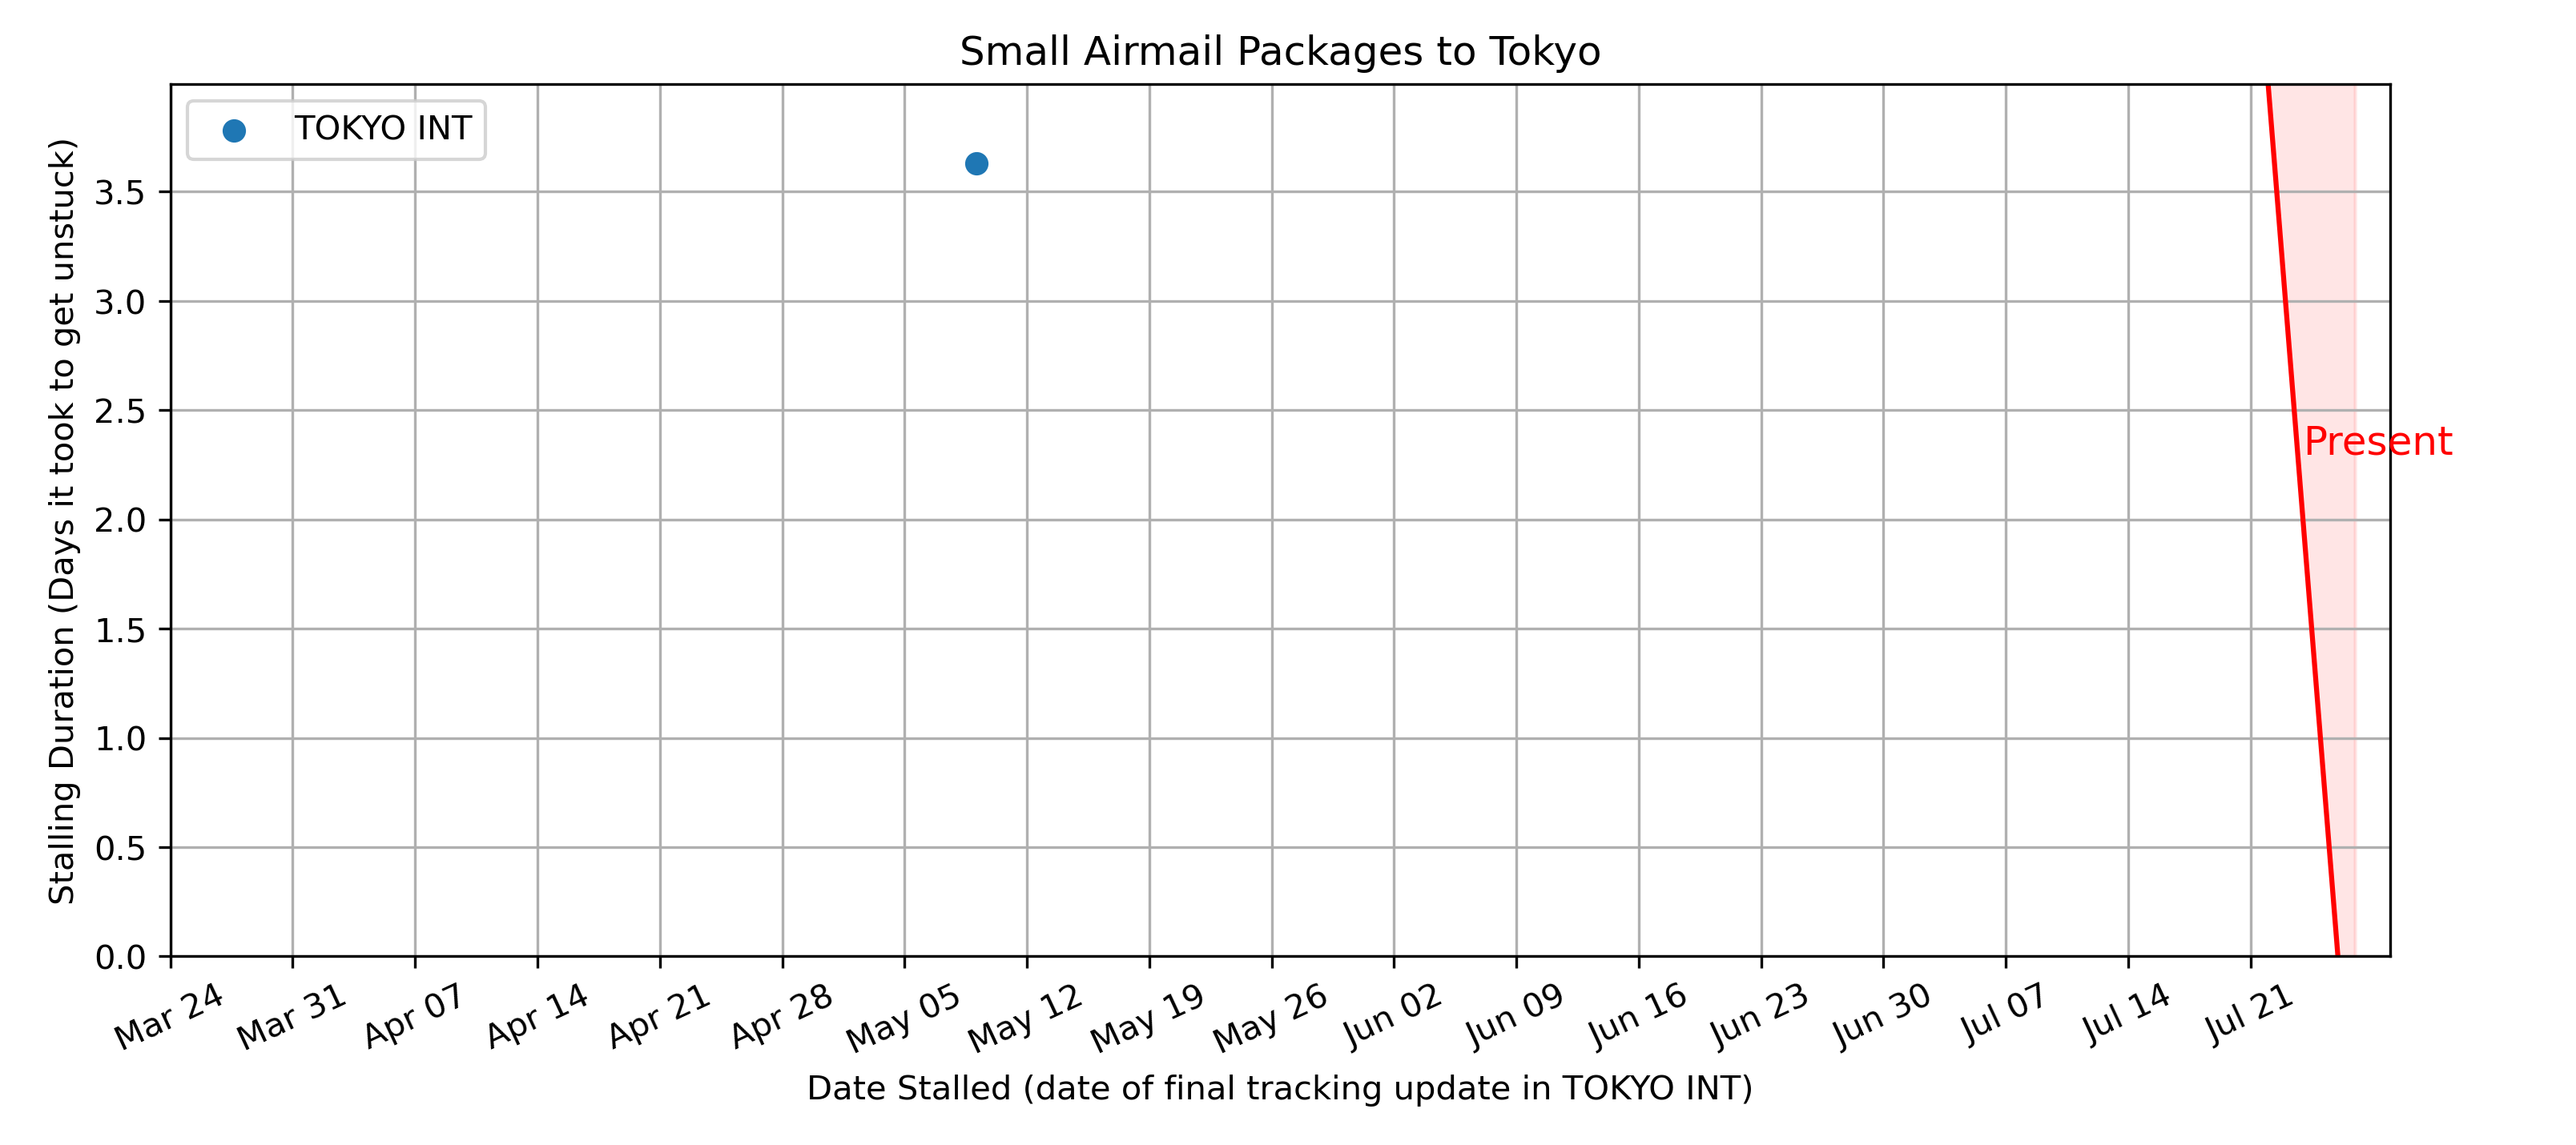 Small Airmail Packages to Tokyo
TOKYO INT
Stalling Duration (Days it took to get unstuck)
3.5
3.0
2.5
2.0
1.5
1.0
0.5
0.0
Present
Mar 24
Mar 31
Apr 07
Apr 14
Apr 21
Apr 28
May 05
May 12
May 19
May 26
Jun 02
Jun 09
Jun 16
Jun 23
Jun 30
Jul 07
Jul 14
Jul 21
Date Stalled (date of final tracking update in TOKYO INT)